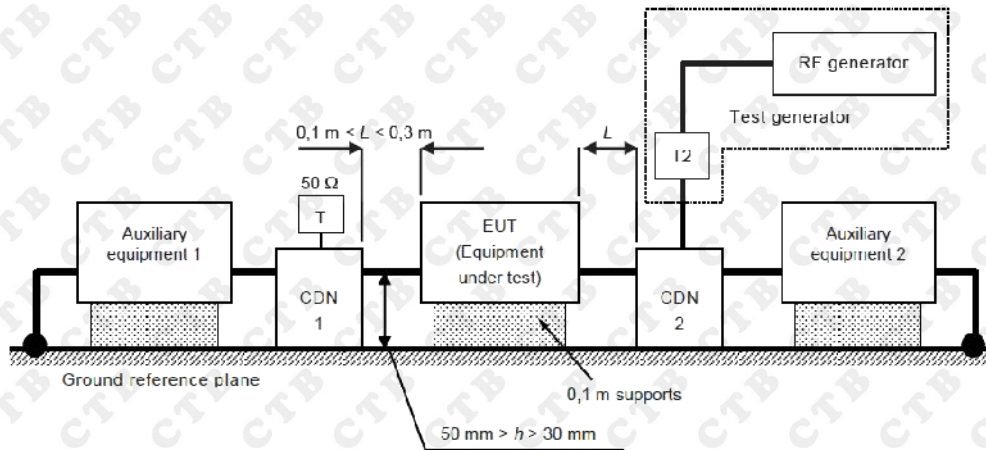 RF generator
Test generator
0,1 m < L < 0,3 m
L
T2
50 Ω
T
Auxiliary
equipment 1
EUT
(Equipment
under test)
Auxiliary
equipment 2
CDN
1
CDN
2
Ground reference plane
0,1 m supports
50 mm > h > 30 mm
CTB